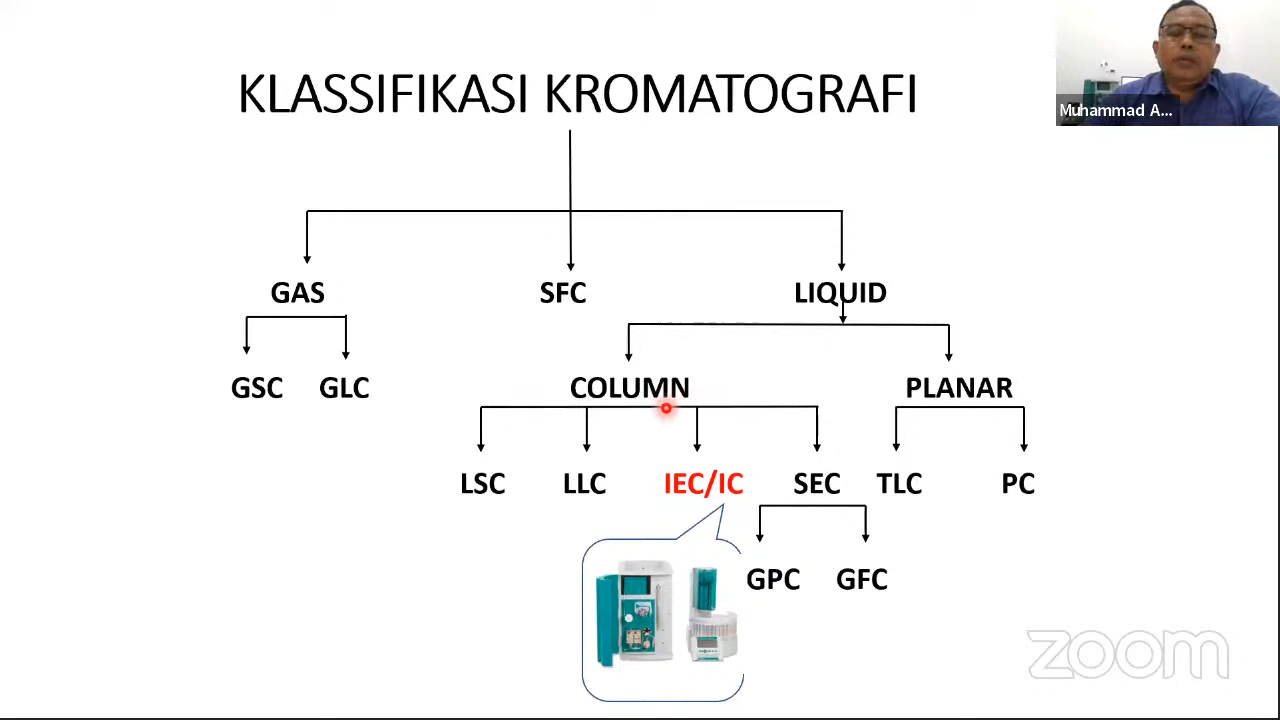 KLASSIFIKASI KROMATOGRAFI
Muhammad A...
GAS SFC LIQUID
GSC GLC COLUMN PLANAR
LSC LLC IEC/IC SEC TLC PC
GPC GFC
zoom